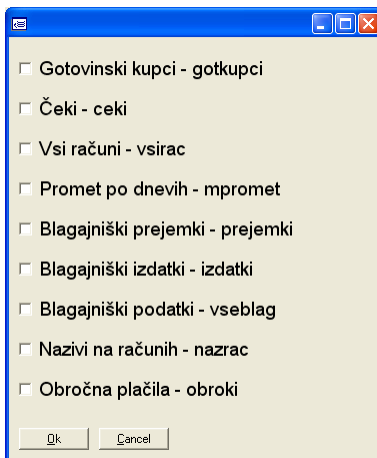 Gotovinski kupci - gotkupci
Čeki - ceki
Vsi računi - vsirac
Promet po dnevih - mpromet
Blagajniški prejemki - prejemki
Blagajniški izdatki - izdatki
Blagajniški podatki - vseblag
Nazivi na računih - nazrac
Obročna plačila - obroki
Ok Cancel